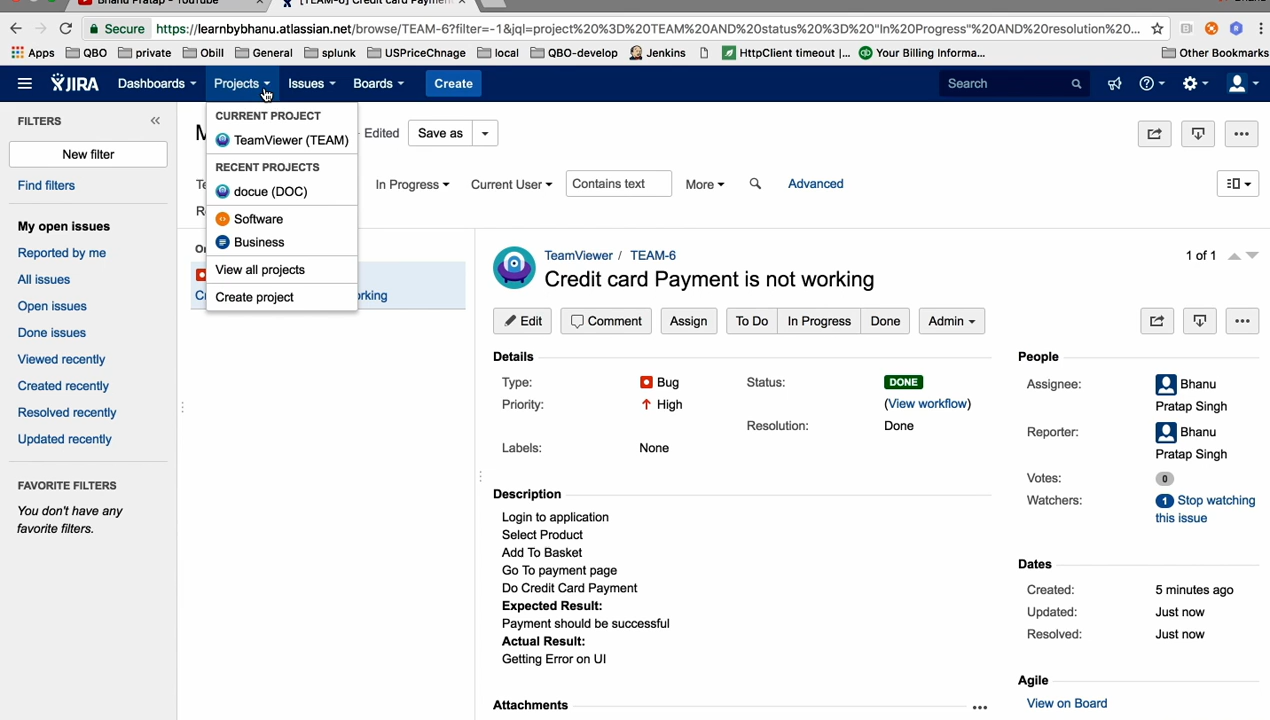 Bhanu Pratap - YouTube
[TEAM-6] Credit card Paymen
Secure https://learnbybhanu.atlassian.net/browse/TEAM-6?filter=-1&jql=project%20%3D%20TEAM%20AND%20status%20%3D%20"In%20Progress"%20AND%20resolution%20...
Apps QBO private Obill General splunk USPriceChnage local QBO-develop Jenkins HttpClient timeout |... Your Billing Informa... Other Bookmarks
JIRA Dashboards Projects Issues Boards Create Search
FILTERS
New filter
Find filters
My open issues
Reported by me
All issues
Open issues
Done issues
Viewed recently
Created recently
Resolved recently
Updated recently
FAVORITE FILTERS
You don't have any
favorite filters.
CURRENT PROJECT
TeamViewer (TEAM)
RECENT PROJECTS
docue (DOC)
Software
Business
View all projects
Create project
Edited Save as
In Progress Current User Contains text More Advanced
rking
TeamViewer / TEAM-6
1 of 1
Credit card Payment is not working
Edit Comment Assign To Do In Progress Done Admin
Details
Type: Bug
Status: DONE
Priority: High
(View workflow)
Resolution: Done
Labels: None
Description
Login to application
Select Product
Add To Basket
Go To payment page
Do Credit Card Payment
Expected Result:
Payment should be successful
Actual Result:
Getting Error on UI
Attachments
People
Assignee: Bhanu
Pratap Singh
Reporter: Bhanu
Pratap Singh
Votes: 0
Watchers: 1 Stop watching
this issue
Dates
Created: 5 minutes ago
Updated: Just now
Resolved: Just now
Agile
View on Board